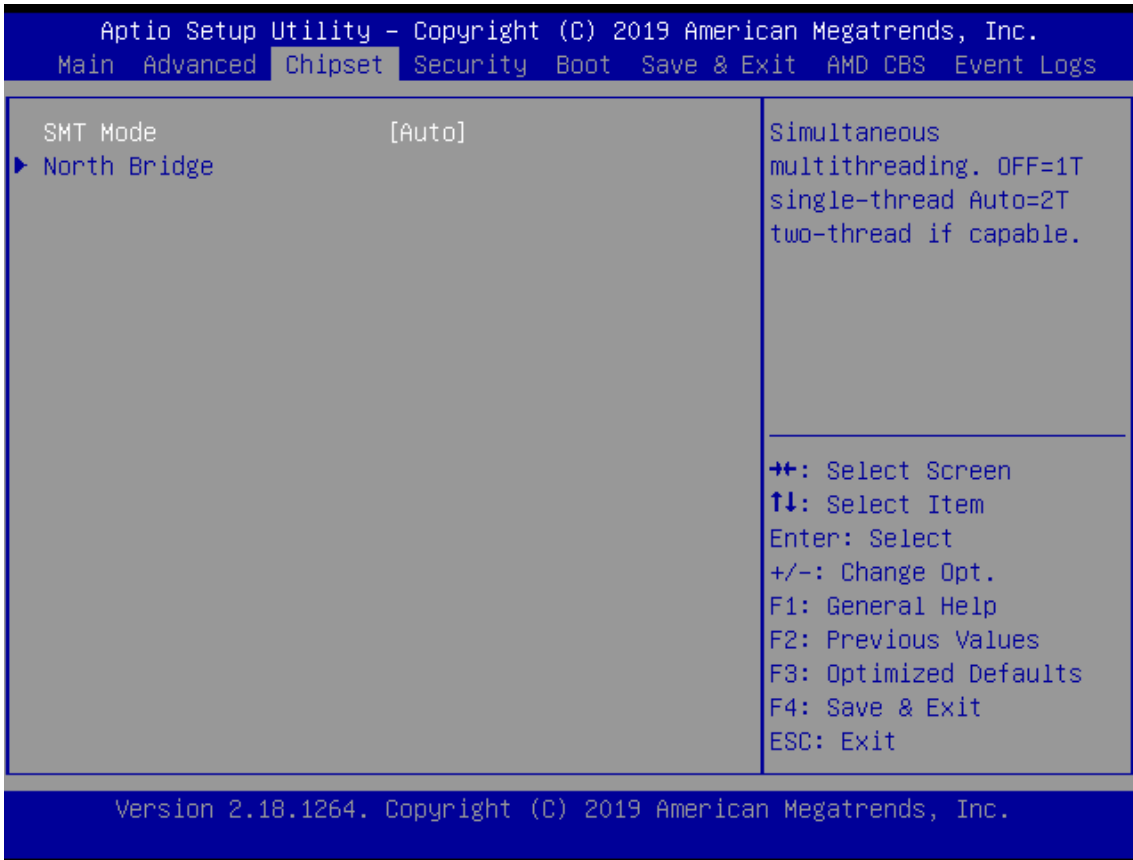 Aptio Setup Utility – Copyright (C) 2019 American Megatrends, Inc.
Main Advanced Chipset Security Boot Save & Exit AMD CBS Event Logs
SMT Mode [Auto]
▶ North Bridge
Simultaneous
multithreading. OFF=1T
single-thread Auto=2T
two-thread if capable.
→←: Select Screen
↑↓: Select Item
Enter: Select
+/-: Change Opt.
F1: General Help
F2: Previous Values
F3: Optimized Defaults
F4: Save & Exit
ESC: Exit
Version 2.18.1264. Copyright (C) 2019 American Megatrends, Inc.